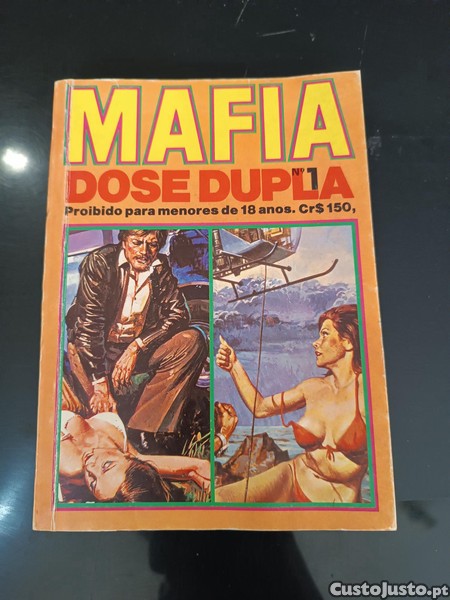 MAFIA
DOSE DUPLA
Nº 1
Proibido para menores de 18 anos. Cr$ 150,
CustoJusto.pt